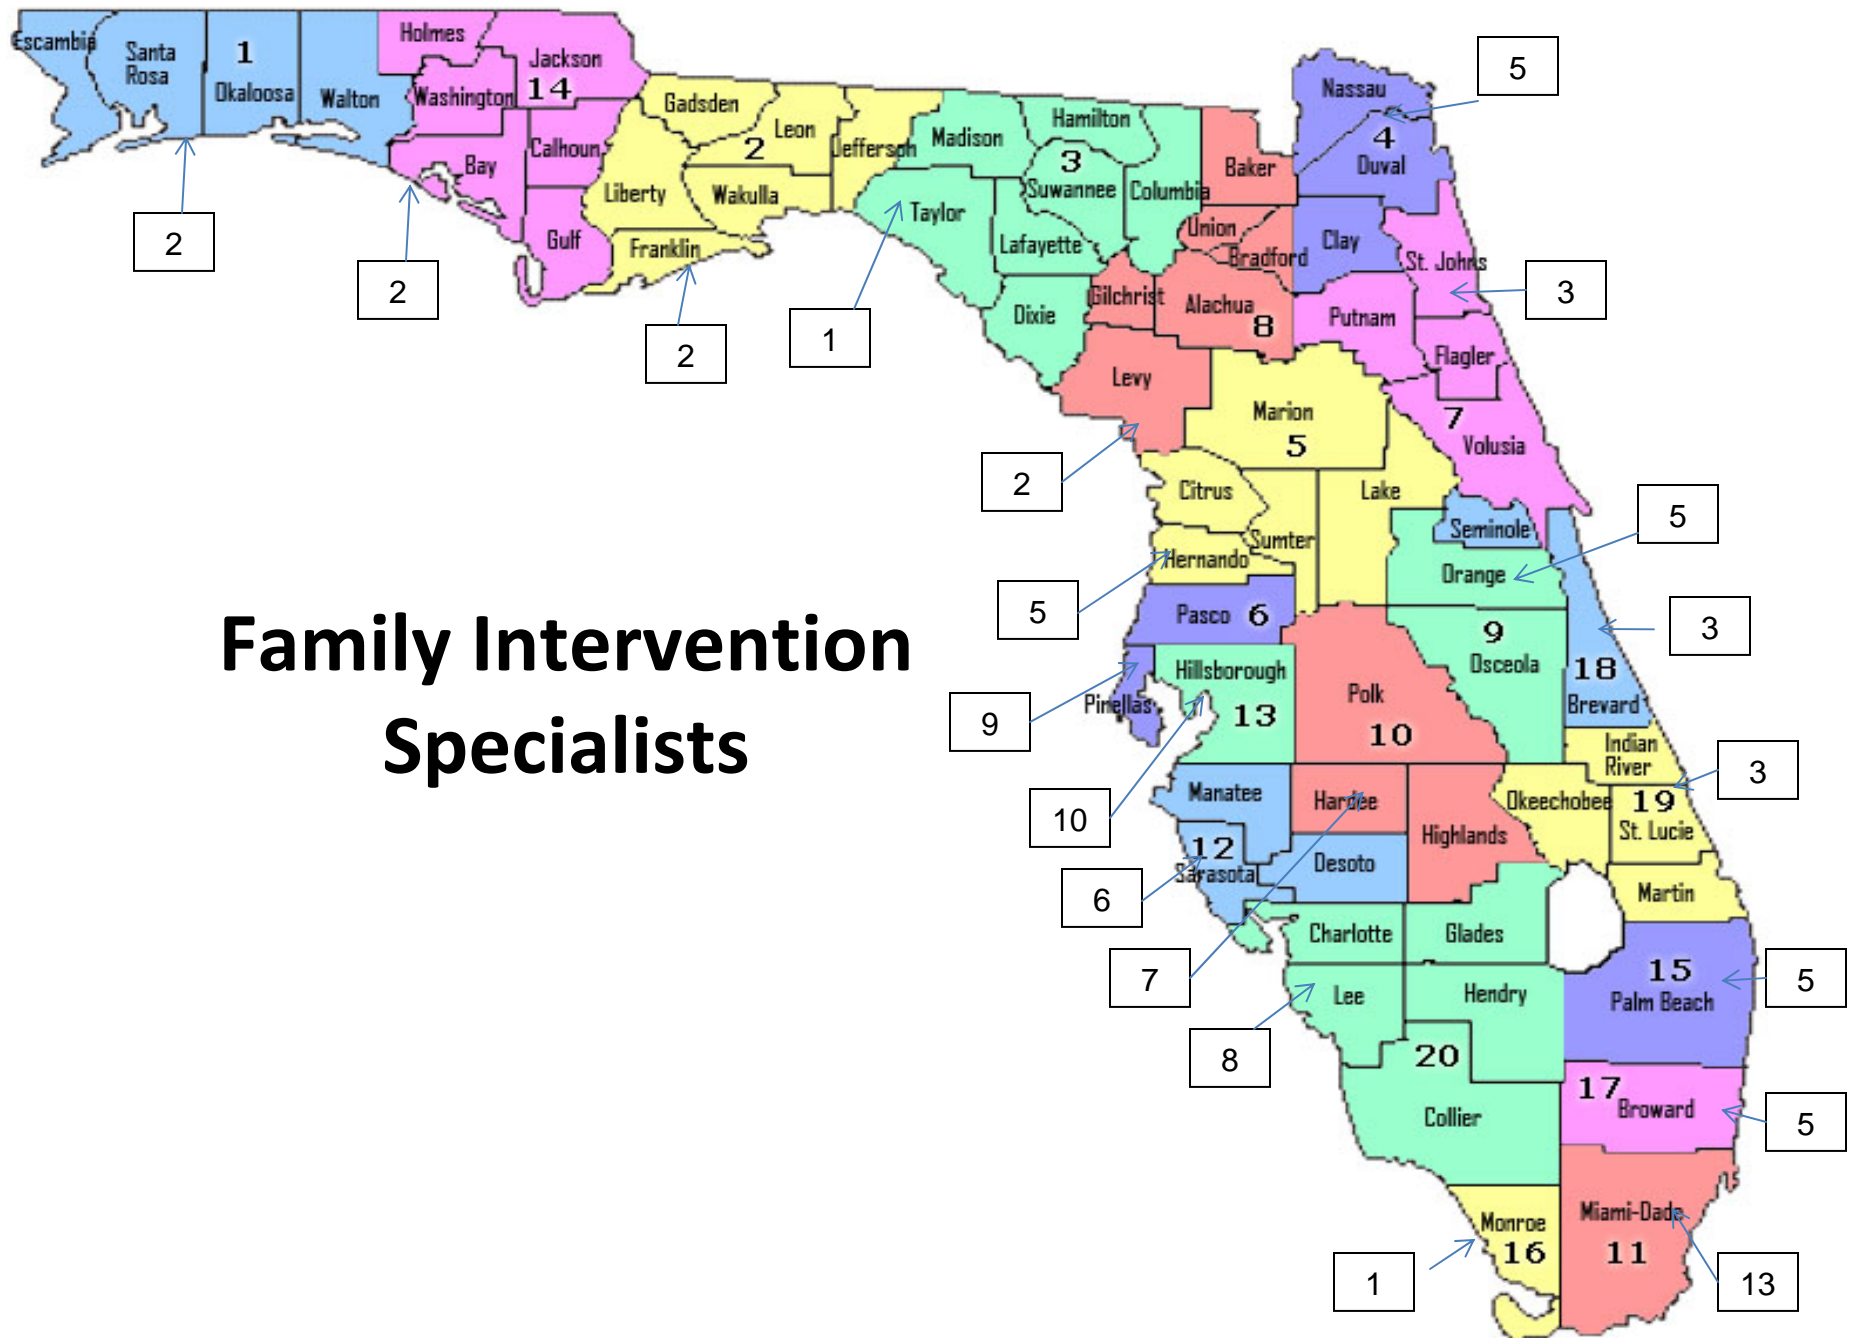 Escambia
Santa
Rosa
1
Okaloosa
Walton
Holmes
Jackson
Washington
14
Bay
Calhoun
Gulf
Gadsden
Leon
2
Jefferson
Liberty
Wakulla
Franklin
Madison
Hamilton
3
Suwannee
Columbia
Taylor
Lafayette
Dixie
Baker
Union
Bradford
Gilchrist
Alachua
8
Levy
Nassau
4
Duval
Clay
St. Johns
Putnam
Flagler
7
Volusia
Marion
5
Citrus
Lake
Sumter
Hernando
Seminole
Orange
Pasco
6
9
Osceola
18
Brevard
Hillsborough
13
Pinellas
Polk
10
Indian
River
Manatee
Hardee
Okeechobee
19
St. Lucie
Highlands
12
Sarasota
Desoto
Martin
Charlotte
Glades
15
Palm Beach
Lee
Hendry
20
Collier
17
Broward
Monroe
16
Miami-Dade
11
2
2
2
1
5
3
2
5
5
3
9
10
3
6
7
8
5
5
1
13
Family Intervention
Specialists